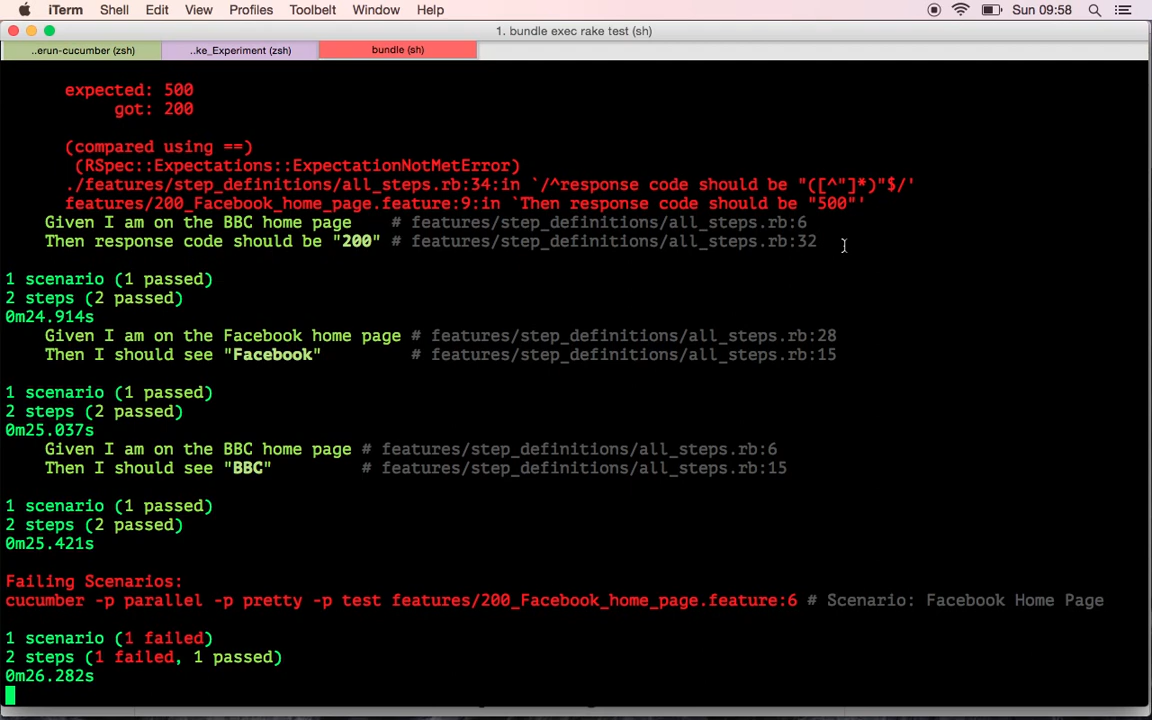 iTerm Shell Edit View Profiles Toolbelt Window Help Sun 09:58
1. bundle exec rake test (sh)
..erun-cucumber (zsh) ..ke_Experiment (zsh) bundle (sh)
expected: 500
got: 200
(compared using ==)
(RSpec::Expectations::ExpectationNotMetError)
./features/step_definitions/all_steps.rb:34:in `/^response code should be "([^"]*)"$/'
features/200_Facebook_home_page.feature:9:in `Then response code should be "500"'
Given I am on the BBC home page # features/step_definitions/all_steps.rb:6
Then response code should be "200" # features/step_definitions/all_steps.rb:32
1 scenario (1 passed)
2 steps (2 passed)
0m24.914s
Given I am on the Facebook home page # features/step_definitions/all_steps.rb:28
Then I should see "Facebook" # features/step_definitions/all_steps.rb:15
1 scenario (1 passed)
2 steps (2 passed)
0m25.037s
Given I am on the BBC home page # features/step_definitions/all_steps.rb:6
Then I should see "BBC" # features/step_definitions/all_steps.rb:15
1 scenario (1 passed)
2 steps (2 passed)
0m25.421s
Failing Scenarios:
cucumber -p parallel -p pretty -p test features/200_Facebook_home_page.feature:6 # Scenario: Facebook Home Page
1 scenario (1 failed)
2 steps (1 failed, 1 passed)
0m26.282s